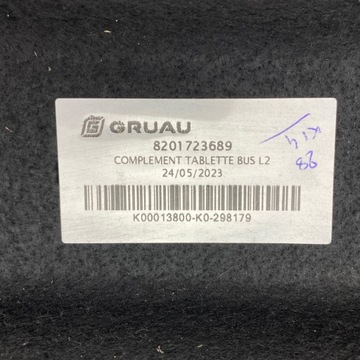 GRUAU
8201723689
COMPLEMENT TABLETTE BUS L2
24/05/2023
K00013800-K0-298179